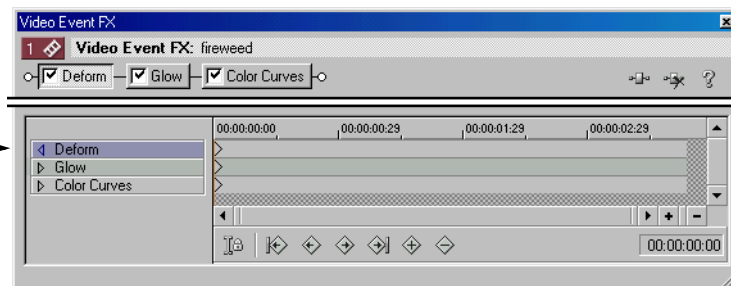 Video Event FX
1 Video Event FX: fireweed
Deform Glow Color Curves
00:00:00:00 00:00:00:29 00:00:01:29 00:00:02:29
Deform
Glow
Color Curves
00:00:00:00